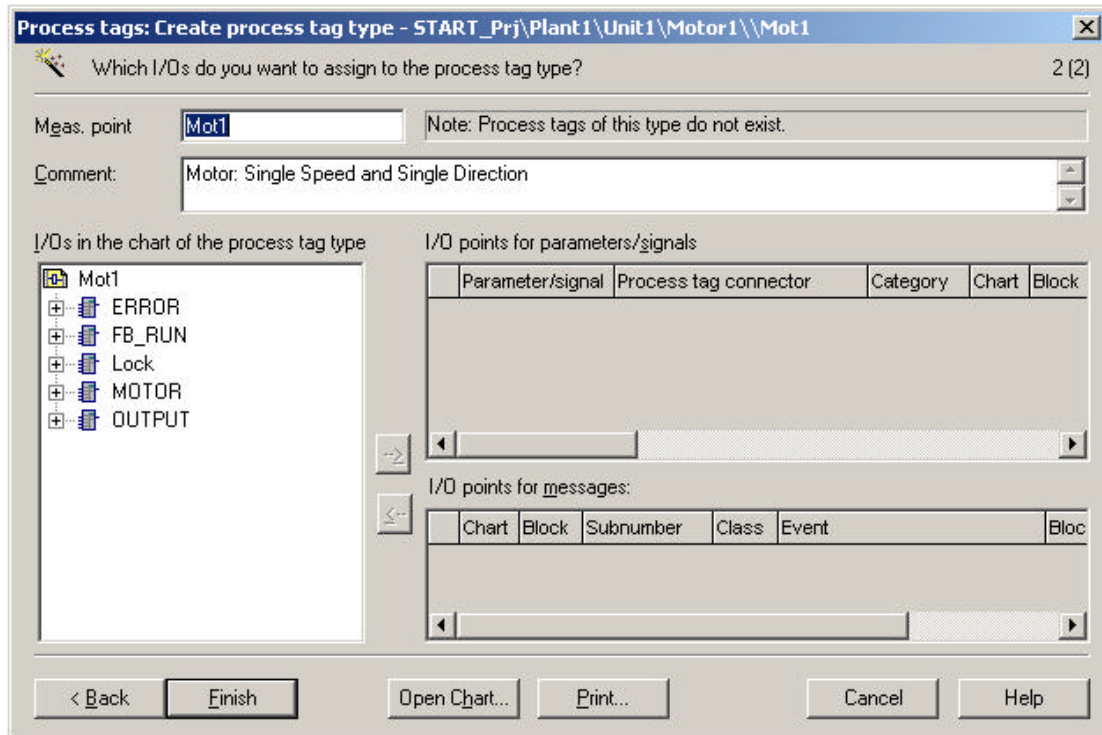 Process tags: Create process tag type - START_Prj\Plant1\Unit1\Motor1\\Mot1
Which I/Os do you want to assign to the process tag type? 2 (2)
Meas. point Mot1 Note: Process tags of this type do not exist.
Comment: Motor: Single Speed and Single Direction
I/Os in the chart of the process tag type
Mot1
ERROR
FB_RUN
Lock
MOTOR
OUTPUT
I/O points for parameters/signals
Parameter/signal Process tag connector Category Chart Block
-->
<--
I/O points for messages:
Chart Block Subnumber Class Event Bloc
< Back Finish Open Chart... Print... Cancel Help